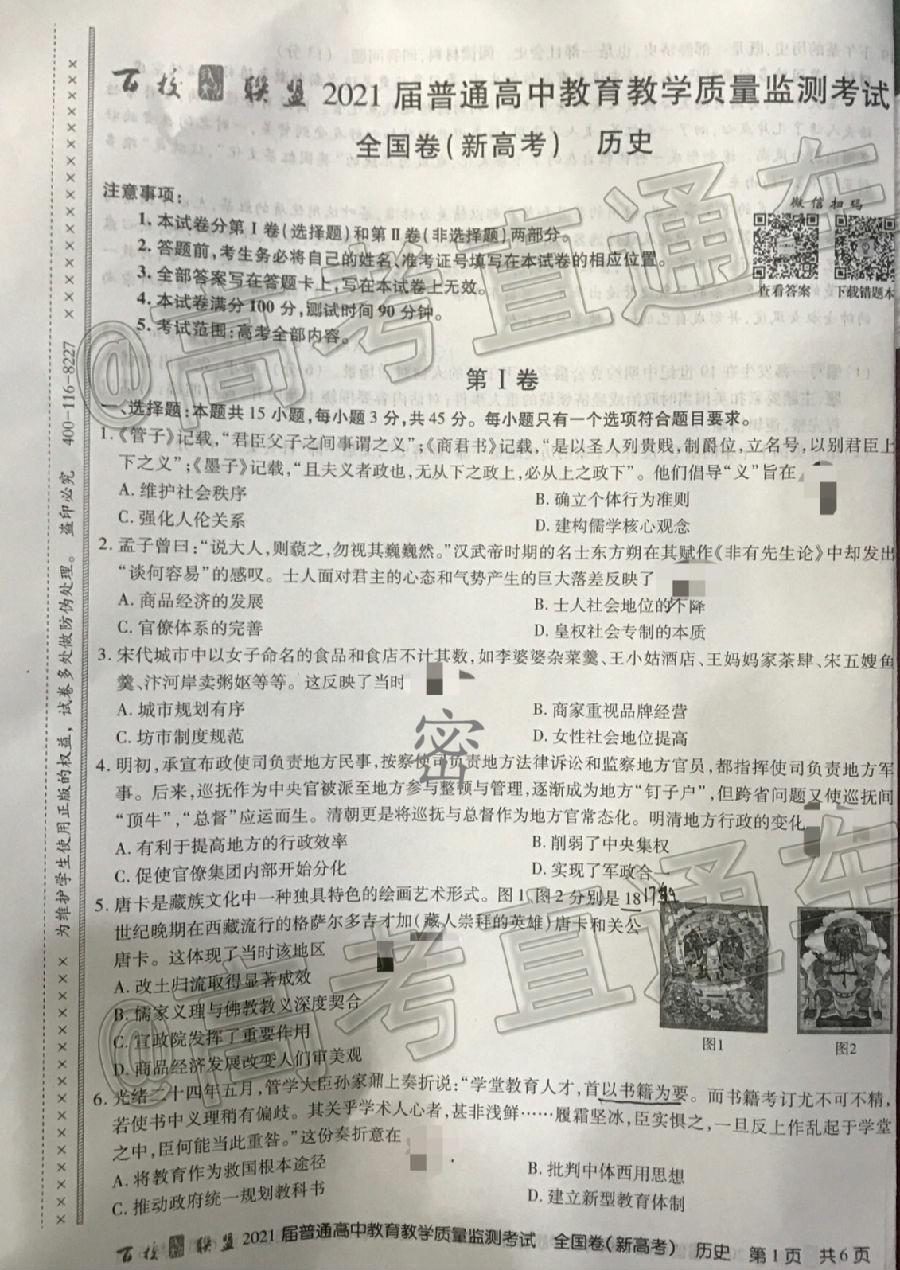 百校联盟 2021届普通高中教育教学质量监测考试
全国卷(新高考) 历史
注意事项:
1. 本试卷分第Ⅰ卷(选择题)和第Ⅱ卷(非选择题)两部分。
2. 答题前,考生务必将自己的姓名、准考证号填写在本试卷的相应位置。
3. 全部答案写在答题卡上,写在本试卷上无效。
4. 本试卷满分100分,测试时间90分钟。
5. 考试范围:高考全部内容。
微信扫码
查看答案 下载错题本
第Ⅰ卷
一、选择题:本题共15小题,每小题3分,共45分。每小题只有一个选项符合题目要求。
1.《管子》记载,“君臣父子之间事谓之义”;《商君书》记载,“是以圣人列贵贱,制爵位,立名号,以别君臣上
下之义”;《墨子》记载,“且夫义者政也,无从下之政上,必从上之政下”。他们倡导“义”旨在
A. 维护社会秩序 B. 确立个体行为准则
C. 强化人伦关系 D. 建构儒学核心观念
2. 孟子曾曰:“说大人,则藐之,勿视其巍巍然。”汉武帝时期的名士东方朔在其赋作《非有先生论》中却发出
“谈何容易”的感叹。士人面对君主的心态和气势产生的巨大落差反映了
A. 商品经济的发展 B. 士人社会地位的下降
C. 官僚体系的完善 D. 皇权社会专制的本质
3. 宋代城市中以女子命名的食品和食店不计其数,如李婆婆杂菜羹、王小姑酒店、王妈妈家茶肆、宋五嫂鱼
羹、汴河岸卖粥妪等等。这反映了当时
A. 城市规划有序 B. 商家重视品牌经营
C. 坊市制度规范 D. 女性社会地位提高
密
4. 明初,承宣布政使司负责地方民事,按察使司负责地方法律诉讼和监察地方官员,都指挥使司负责地方军
事。后来,巡抚作为中央官被派至地方参与整顿与管理,逐渐成为地方“钉子户”,但跨省问题又使巡抚间
“顶牛”,“总督”应运而生。清朝更是将巡抚与总督作为地方官常态化。明清地方行政的变化
A. 有利于提高地方的行政效率 B. 削弱了中央集权
C. 促使官僚集团内部开始分化 D. 实现了军政合一
5. 唐卡是藏族文化中一种独具特色的绘画艺术形式。图1、图2分别是18
世纪晚期在西藏流行的格萨尔多吉才加(藏人崇拜的英雄)唐卡和关公
唐卡。这体现了当时该地区
A. 改土归流取得显著成效
B. 儒家义理与佛教教义深度契合
C. 宣政院发挥了重要作用
D. 商品经济发展改变人们审美观
图1 图2
6. 光绪二十四年五月,管学大臣孙家鼐上奏折说:“学堂教育人才,首以书籍为要。而书籍考订尤不可不精,
若使书中义理稍有偏歧。其关乎学术人心者,甚非浅鲜……履霜坚冰,臣实惧之,一旦反上作乱起于学堂
之中,臣何能当此重咎。”这份奏折意在
A. 将教育作为救国根本途径 B. 批判中体西用思想
C. 推动政府统一规划教科书 D. 建立新型教育体制
百校联盟 2021届普通高中教育教学质量监测考试 全国卷(新高考) 历史 第1页 共6页
为维护学生使用正版的权益,试卷多处做防伪处理。 盗印必究 400-116-8227
@高考直通车
@高考直通车